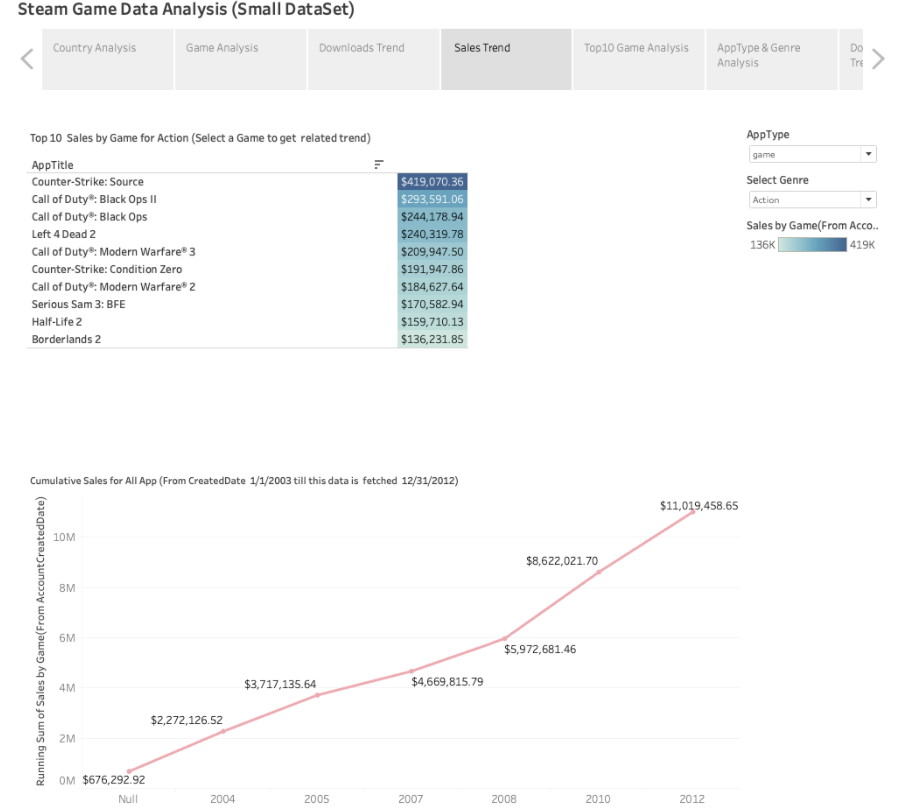 Steam Game Data Analysis (Small DataSet)
Country Analysis
Game Analysis
Downloads Trend
Sales Trend
Top10 Game Analysis
AppType & Genre
Analysis
Do
Tre
Top 10 Sales by Game for Action (Select a Game to get related trend)
AppTitle
Counter-Strike: Source $419,070.36
Call of Duty®: Black Ops II $293,591.06
Call of Duty®: Black Ops $244,178.94
Left 4 Dead 2 $240,319.78
Call of Duty®: Modern Warfare® 3 $209,947.50
Counter-Strike: Condition Zero $191,947.86
Call of Duty®: Modern Warfare® 2 $184,627.64
Serious Sam 3: BFE $170,582.94
Half-Life 2 $159,710.13
Borderlands 2 $136,231.85
AppType
game
Select Genre
Action
Sales by Game(From Acco..
136K 419K
Cumulative Sales for All App (From CreatedDate 1/1/2003 till this data is fetched 12/31/2012)
Running Sum of Sales by Game(From AccountCreatedDate)
10M
8M
6M
4M
2M
0M
$676,292.92
$2,272,126.52
$3,717,135.64
$4,669,815.79
$5,972,681.46
$8,622,021.70
$11,019,458.65
Null 2004 2005 2007 2008 2010 2012